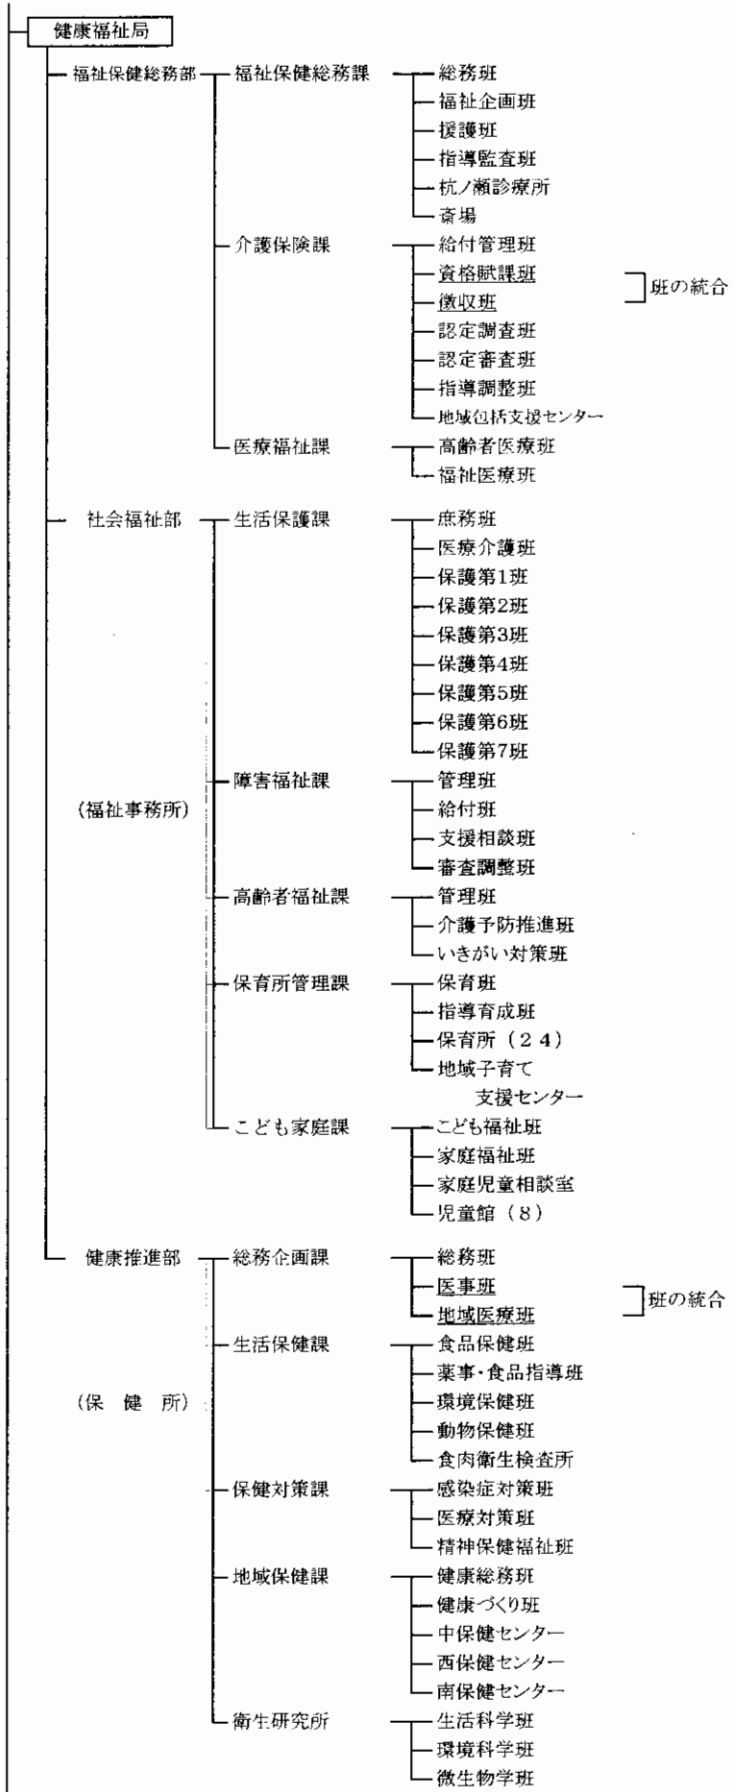 健康福祉局
福祉保健総務部 福祉保健総務課 総務班
福祉企画班
援護班
指導監査班
杭ノ瀬診療所
斎場
介護保険課 給付管理班
資格賦課班
徴収班
班の統合
認定調査班
認定審査班
指導調整班
地域包括支援センター
医療福祉課 高齢者医療班
福祉医療班
社会福祉部 生活保護課 庶務班
医療介護班
保護第1班
保護第2班
保護第3班
保護第4班
保護第5班
保護第6班
保護第7班
障害福祉課 管理班
(福祉事務所) 給付班
支援相談班
審査調整班
高齢者福祉課 管理班
介護予防推進班
いきがい対策班
保育所管理課 保育班
指導育成班
保育所(24)
地域子育て
支援センター
こども家庭課 こども福祉班
家庭福祉班
家庭児童相談室
児童館(8)
健康推進部 総務企画課 総務班
医事班
地域医療班
班の統合
生活保健課 食品保健班
薬事・食品指導班
(保 健 所) 環境保健班
動物保健班
食肉衛生検査所
保健対策課 感染症対策班
医療対策班
精神保健福祉班
地域保健課 健康総務班
健康づくり班
中保健センター
西保健センター
南保健センター
衛生研究所 生活科学班
環境科学班
微生物学班